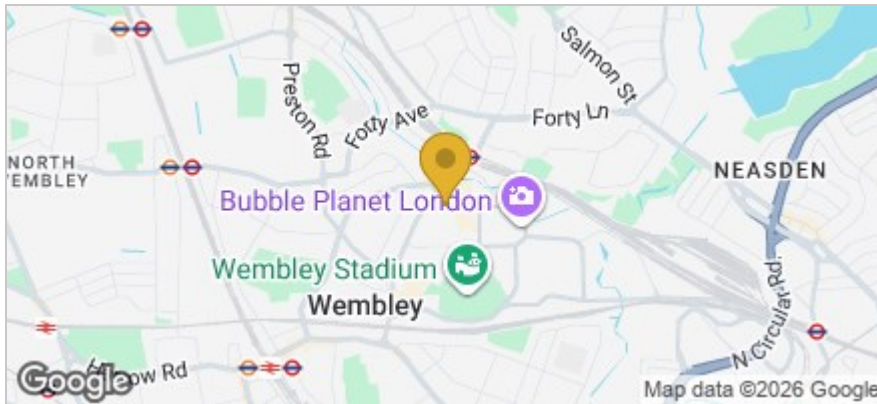 Salmon St
Preston Rd
Forty Ave
Forty Ln
NORTH
WEMBLEY
NEASDEN
Bubble Planet London
Wembley Stadium
Wembley
N Circular Rd
Google
Map data ©2026 Google